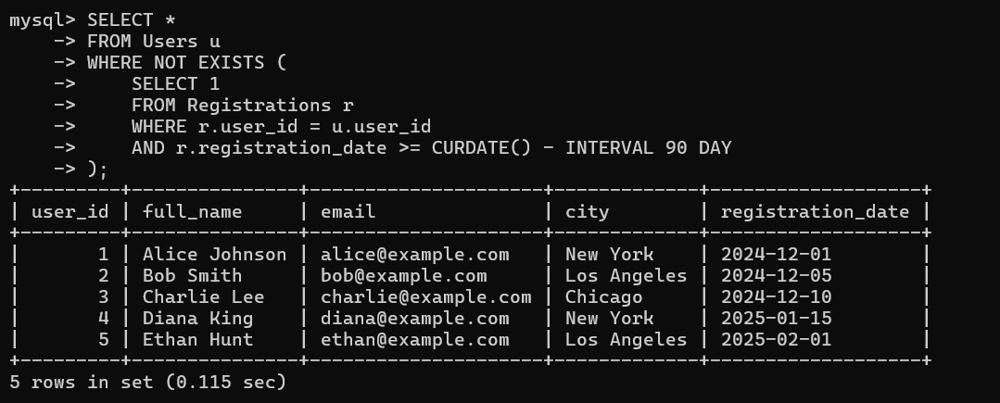 mysql> SELECT *
    -> FROM Users u
    -> WHERE NOT EXISTS (
    ->     SELECT 1
    ->     FROM Registrations r
    ->     WHERE r.user_id = u.user_id
    ->     AND r.registration_date >= CURDATE() - INTERVAL 90 DAY
    -> );
+---------+---------------+---------------------+-------------+-------------------+
| user_id | full_name     | email               | city        | registration_date |
+---------+---------------+---------------------+-------------+-------------------+
|       1 | Alice Johnson | alice@example.com   | New York    | 2024-12-01        |
|       2 | Bob Smith     | bob@example.com     | Los Angeles | 2024-12-05        |
|       3 | Charlie Lee   | charlie@example.com | Chicago     | 2024-12-10        |
|       4 | Diana King    | diana@example.com   | New York    | 2025-01-15        |
|       5 | Ethan Hunt    | ethan@example.com   | Los Angeles | 2025-02-01        |
+---------+---------------+---------------------+-------------+-------------------+
5 rows in set (0.115 sec)